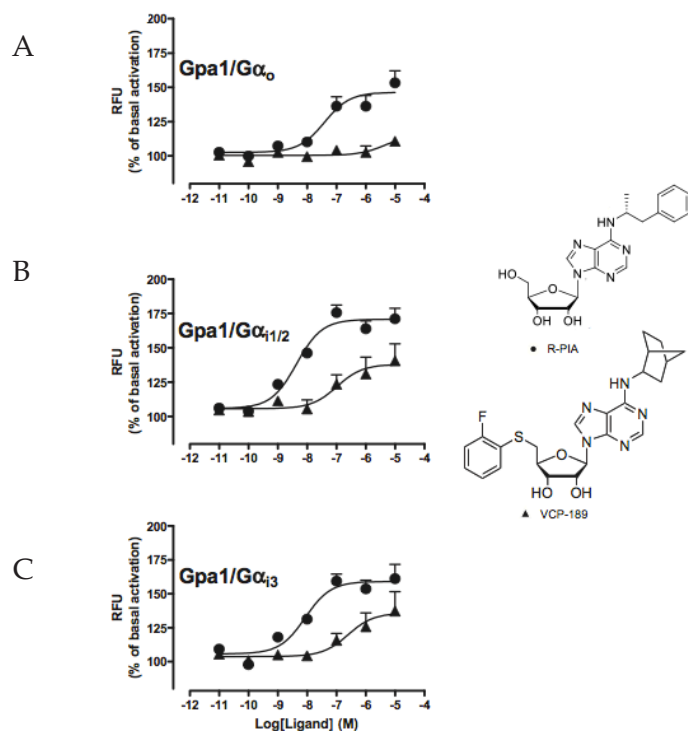 A
Gpa1/Gαo
RFU
(% of basal activation)
200
175
150
125
100
-12 -11 -10 -9 -8 -7 -6 -5 -4
B
Gpa1/Gαi1/2
RFU
(% of basal activation)
200
175
150
125
100
-12 -11 -10 -9 -8 -7 -6 -5 -4
C
Gpa1/Gαi3
RFU
(% of basal activation)
200
175
150
125
100
-12 -11 -10 -9 -8 -7 -6 -5 -4
Log[Ligand] (M)
HN
N
N
N
N
HO
O
OH
OH
● R-PIA
HN
F
S
N
N
N
N
O
HO
OH
▲ VCP-189